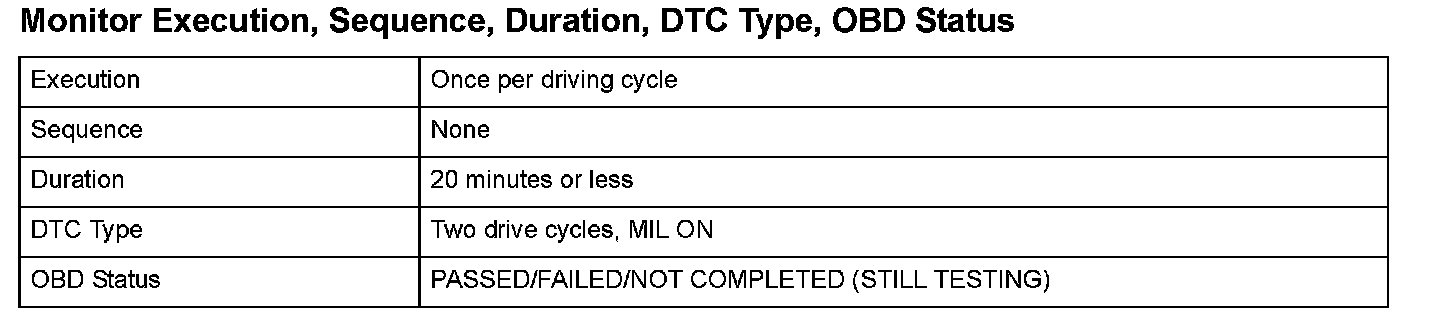 Monitor Execution, Sequence, Duration, DTC Type, OBD Status
Execution Once per driving cycle
Sequence None
Duration 20 minutes or less
DTC Type Two drive cycles, MIL ON
OBD Status PASSED/FAILED/NOT COMPLETED (STILL TESTING)